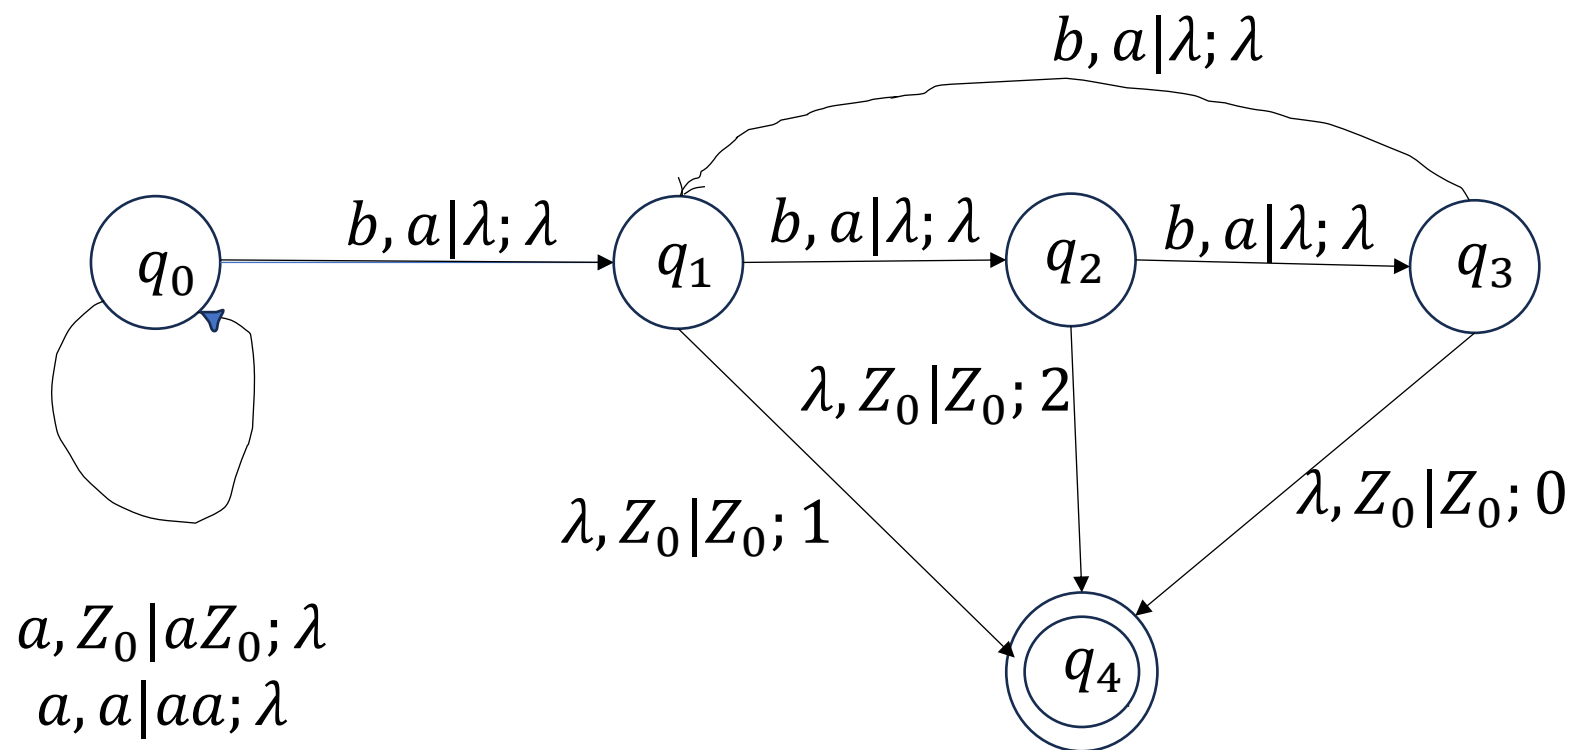 b, a|λ; λ
b, a|λ; λ
b, a|λ; λ
b, a|λ; λ
q₀
q₁
q₂
q₃
λ, Z₀|Z₀; 2
λ, Z₀|Z₀; 1
λ, Z₀|Z₀; 0
a, Z₀|aZ₀; λ
a, a|aa; λ
q₄